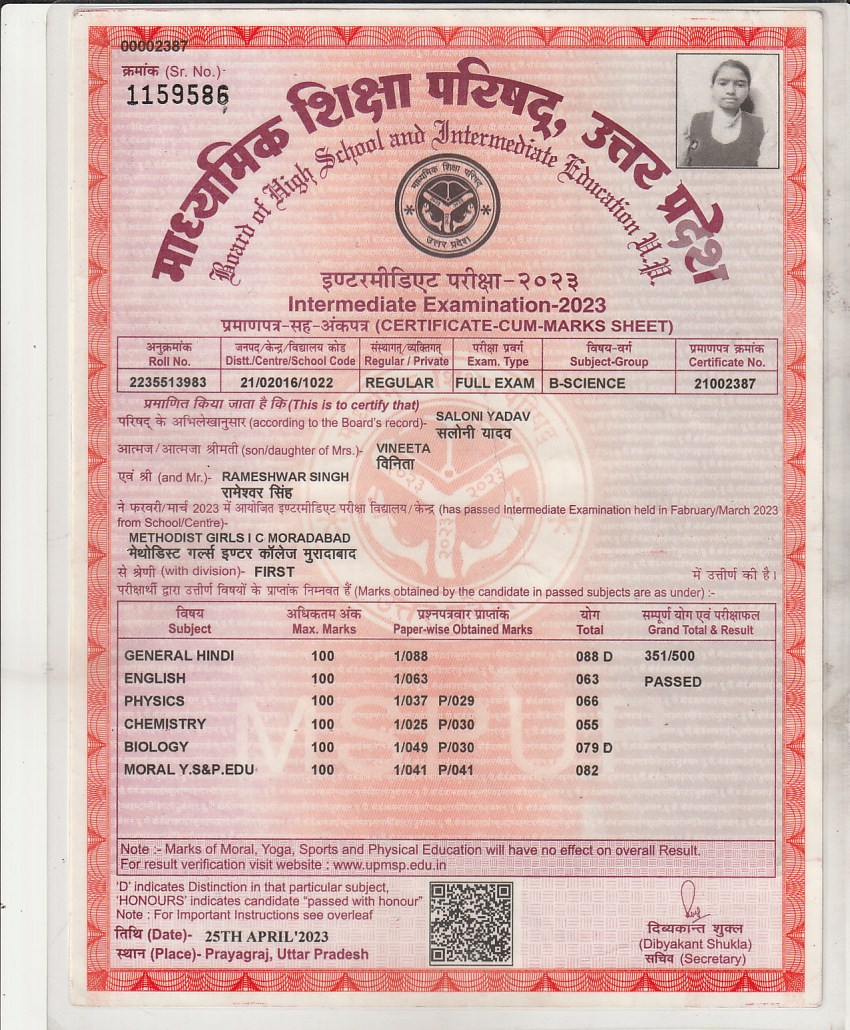 00002387
क्रमांक (Sr. No.)-
1159586
माध्यमिक शिक्षा परिषद्, उत्तर प्रदेश
Board of High School and Intermediate Education U.P.
माध्यमिक शिक्षा परिषद
उत्तर प्रदेश
इण्टरमीडिएट परीक्षा-२०२३
Intermediate Examination-2023
प्रमाणपत्र-सह-अंकपत्र (CERTIFICATE-CUM-MARKS SHEET)
अनुक्रमांक जनपद/केन्द्र/विद्यालय कोड संस्थागत/व्यक्तिगत परीक्षा प्रवर्ग विषय-वर्ग प्रमाणपत्र क्रमांक
Roll No. Distt./Centre/School Code Regular / Private Exam. Type Subject-Group Certificate No.
2235513983 21/02016/1022 REGULAR FULL EXAM B-SCIENCE 21002387
प्रमाणित किया जाता है कि (This is to certify that)
परिषद् के अभिलेखानुसार (according to the Board's record)- SALONI YADAV
सलोनी यादव
आत्मज/आत्मजा श्रीमती (son/daughter of Mrs.)- VINEETA
विनिता
एवं श्री (and Mr.)- RAMESHWAR SINGH
रामेश्वर सिंह
ने फरवरी/मार्च 2023 में आयोजित इण्टरमीडिएट परीक्षा विद्यालय/केन्द्र (has passed Intermediate Examination held in Fabruary/March 2023
from School/Centre)-
METHODIST GIRLS I C MORADABAD
मेथोडिस्ट गर्ल्स इण्टर कॉलेज मुरादाबाद
से श्रेणी (with division)- FIRST में उत्तीर्ण की है।
परीक्षार्थी द्वारा उत्तीर्ण विषयों के प्राप्तांक निम्नवत हैं (Marks obtained by the candidate in passed subjects are as under) :-
विषय अधिकतम अंक प्रश्नपत्रवार प्राप्तांक योग सम्पूर्ण योग एवं परीक्षाफल
Subject Max. Marks Paper-wise Obtained Marks Total Grand Total & Result
GENERAL HINDI 100 1/088 088 D 351/500
ENGLISH 100 1/063 063 PASSED
PHYSICS 100 1/037 P/029 066
CHEMISTRY 100 1/025 P/030 055
BIOLOGY 100 1/049 P/030 079 D
MORAL Y.S&P.EDU 100 1/041 P/041 082
MSPUP
Note :- Marks of Moral, Yoga, Sports and Physical Education will have no effect on overall Result.
For result verification visit website : www.upmsp.edu.in
'D' indicates Distinction in that particular subject,
'HONOURS' indicates candidate "passed with honour"
Note : For Important Instructions see overleaf
तिथि (Date)- 25TH APRIL'2023
स्थान (Place)- Prayagraj, Uttar Pradesh
दिव्यकान्त शुक्ल
(Dibyakant Shukla)
सचिव (Secretary)